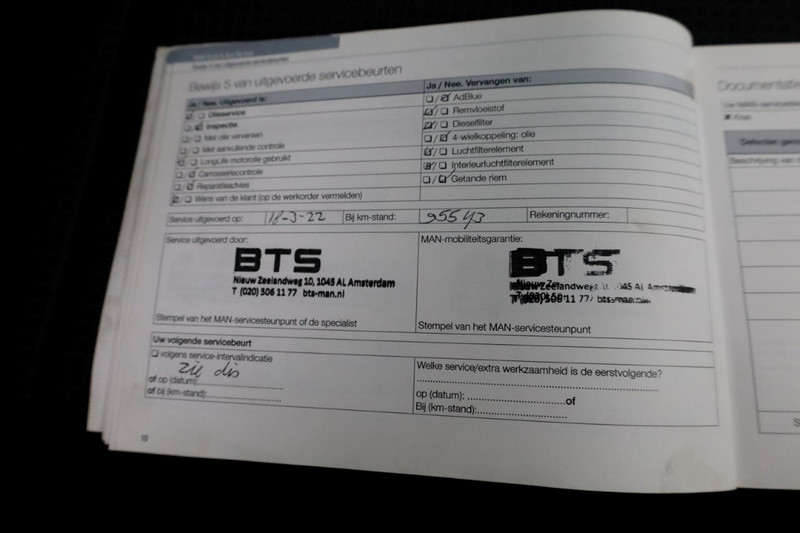 Bewijs 5 van uitgevoerde servicebeurten
Ja / Nee. Uitgevoerd is:
Olieservice
Inspectie
Met olie verversen
Met aanvullende controle
LongLife motorolie gebruikt
Carrosseriecontrole
Reparatieadvies
Wens van de klant (op de werkorder vermelden)
Ja / Nee. Vervangen van:
AdBlue
Remvloeistof
Dieselfilter
4-wielkoppeling: olie
Luchtfilterelement
Interieurluchtfilterelement
Getande riem
Service uitgevoerd op: 18-3-22 Bij km-stand: 95543 Rekeningnummer:
Service uitgevoerd door:
BTS
Nieuw Zeelandweg 10, 1045 AL Amsterdam
T (020) 506 11 77 bts-man.nl
Stempel van het MAN-servicesteunpunt of de specialist
MAN-mobiliteitsgarantie:
BTS
Stempel van het MAN-servicesteunpunt
Uw volgende servicebeurt
volgens service-intervalindicatie
zie dis
of op (datum):
of bij (km-stand):
Welke service/extra werkzaamheid is de eerstvolgende?
op (datum): of
Bij (km-stand):
Documentatie